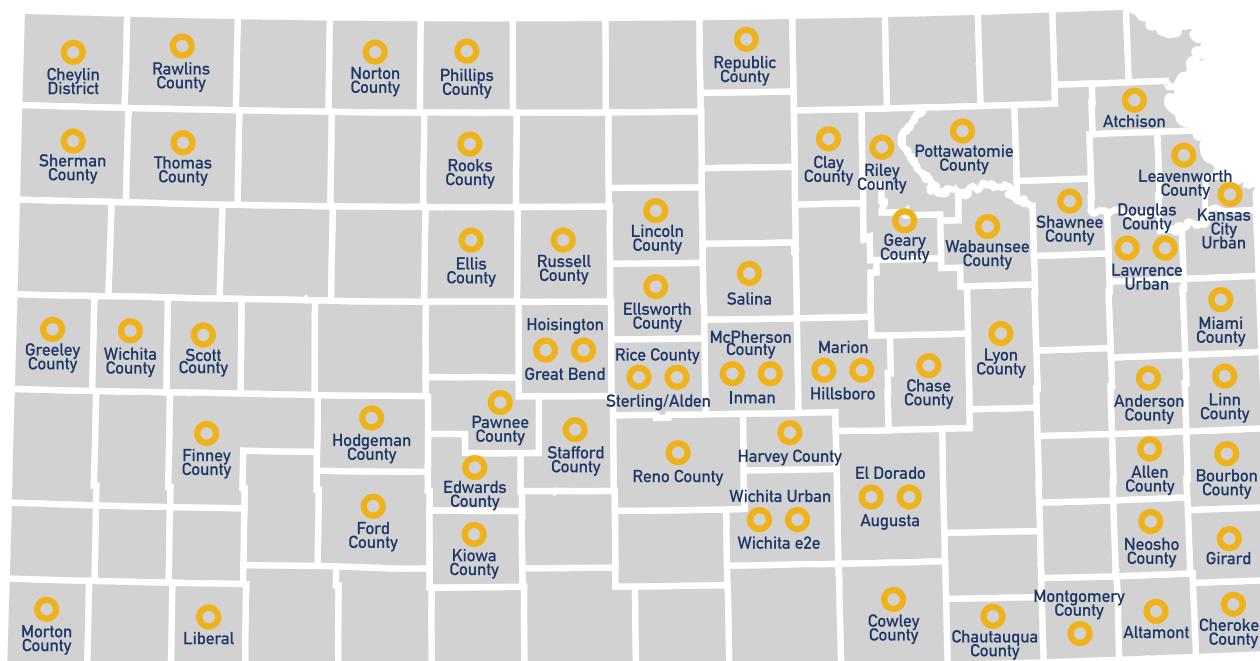 Cheylin
District
Rawlins
County
Norton
County
Phillips
County
Republic
County
Atchison
Sherman
County
Thomas
County
Rooks
County
Clay
County
Riley
County
Pottawatomie
County
Leavenworth
County
Kansas
City
Urban
Lincoln
County
Ellis
County
Russell
County
Geary
County
Wabaunsee
County
Shawnee
County
Douglas
County
Lawrence
Urban
Salina
Ellsworth
County
Miami
County
Greeley
County
Wichita
County
Scott
County
Hoisington
Great Bend
Rice County
Sterling/Alden
McPherson
County
Inman
Marion
Hillsboro
Chase
County
Lyon
County
Anderson
County
Linn
County
Finney
County
Hodgeman
County
Pawnee
County
Stafford
County
Edwards
County
Reno County
Harvey County
El Dorado
Augusta
Allen
County
Bourbon
County
Ford
County
Kiowa
County
Wichita Urban
Wichita e2e
Neosho
County
Girard
Morton
County
Liberal
Cowley
County
Chautauqua
County
Montgomery
County
Altamont
Cheroke
County